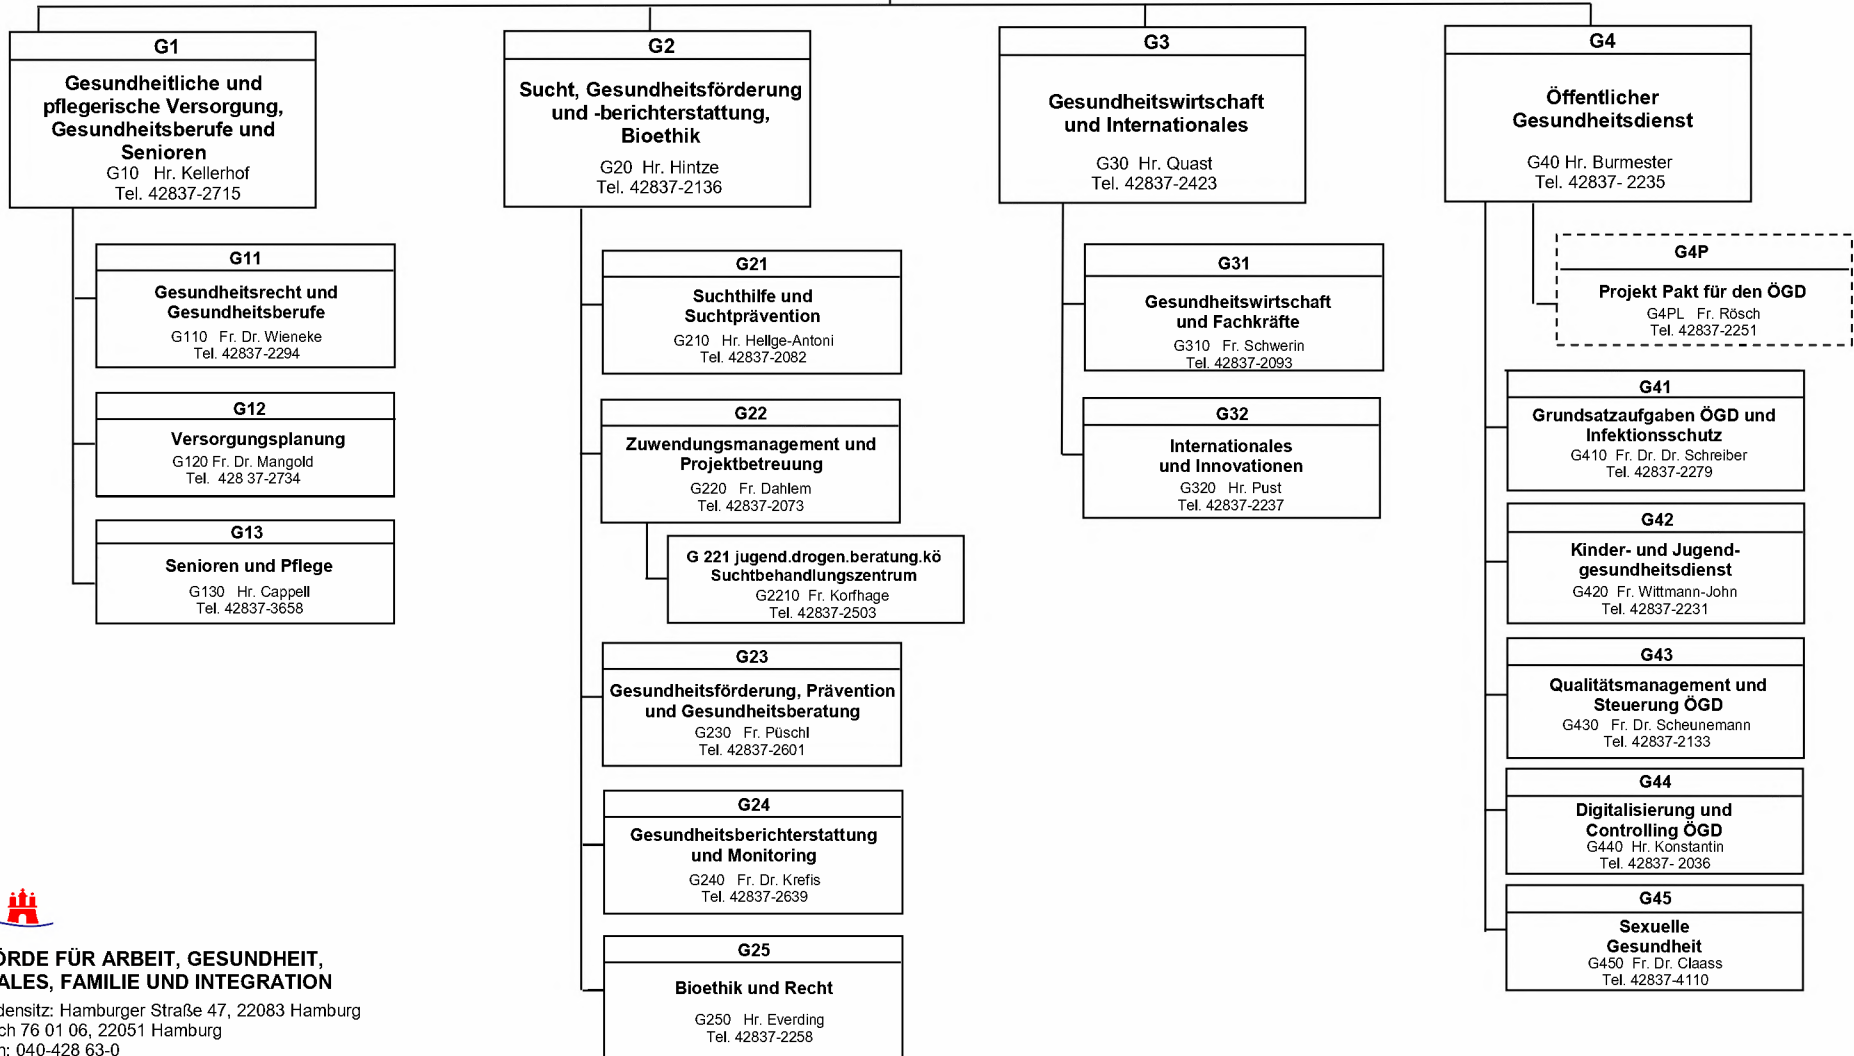 G1
Gesundheitliche und
pflegerische Versorgung,
Gesundheitsberufe und
Senioren
G10 Hr. Kellerhof
Tel. 42837-2715
G11
Gesundheitsrecht und
Gesundheitsberufe
G110 Fr. Dr. Wieneke
Tel. 42837-2294
G12
Versorgungsplanung
G120 Fr. Dr. Mangold
Tel. 428 37-2734
G13
Senioren und Pflege
G130 Hr. Cappell
Tel. 42837-3658
G2
Sucht, Gesundheitsförderung
und -berichterstattung,
Bioethik
G20 Hr. Hintze
Tel. 42837-2136
G21
Suchthilfe und
Suchtprävention
G210 Hr. Hellge-Antoni
Tel. 42837-2082
G22
Zuwendungsmanagement und
Projektbetreuung
G220 Fr. Dahlem
Tel. 42837-2073
G 221 jugend.drogen.beratung.kö
Suchtbehandlungszentrum
G2210 Fr. Korfhage
Tel. 42837-2503
G23
Gesundheitsförderung, Prävention
und Gesundheitsberatung
G230 Fr. Püschl
Tel. 42837-2601
G24
Gesundheitsberichterstattung
und Monitoring
G240 Fr. Dr. Krefis
Tel. 42837-2639
G25
Bioethik und Recht
G250 Hr. Everding
Tel. 42837-2258
G3
Gesundheitswirtschaft
und Internationales
G30 Hr. Quast
Tel. 42837-2423
G31
Gesundheitswirtschaft
und Fachkräfte
G310 Fr. Schwerin
Tel. 42837-2093
G32
Internationales
und Innovationen
G320 Hr. Pust
Tel. 42837-2237
G4
Öffentlicher
Gesundheitsdienst
G40 Hr. Burmester
Tel. 42837- 2235
G4P
Projekt Pakt für den ÖGD
G4PL Fr. Rösch
Tel. 42837-2251
G41
Grundsatzaufgaben ÖGD und
Infektionsschutz
G410 Fr. Dr. Dr. Schreiber
Tel. 42837-2279
G42
Kinder- und Jugend-
gesundheitsdienst
G420 Fr. Wittmann-John
Tel. 42837-2231
G43
Qualitätsmanagement und
Steuerung ÖGD
G430 Fr. Dr. Scheunemann
Tel. 42837-2133
G44
Digitalisierung und
Controlling ÖGD
G440 Hr. Konstantin
Tel. 42837- 2036
G45
Sexuelle
Gesundheit
G450 Fr. Dr. Claass
Tel. 42837-4110
ÖRDE FÜR ARBEIT, GESUNDHEIT,
ALES, FAMILIE UND INTEGRATION
densitz: Hamburger Straße 47, 22083 Hamburg
ch 76 01 06, 22051 Hamburg
n: 040-428 63-0